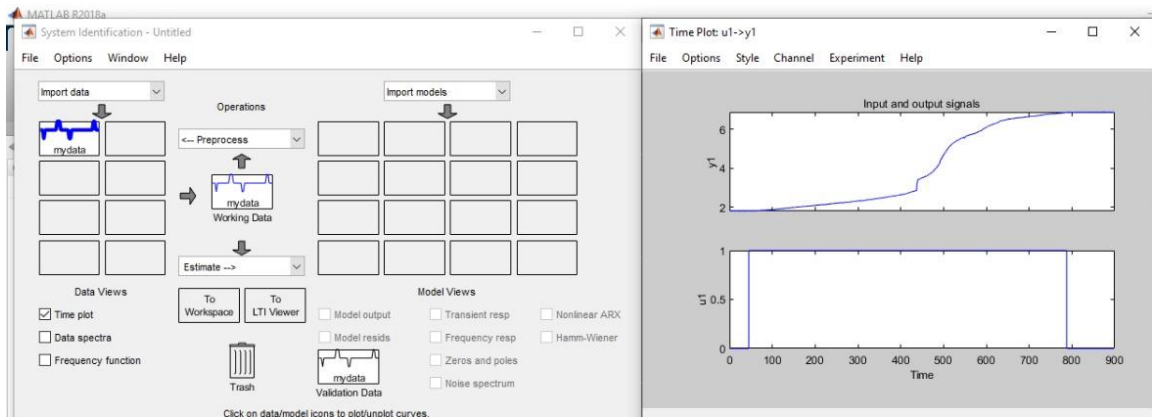 MATLAB R2018a
System Identification - Untitled
File Options Window Help
Import data
Import models
Operations
mydata
<-- Preprocess
mydata
Working Data
Estimate -->
Data Views
Time plot
Data spectra
Frequency function
To Workspace
To LTI Viewer
Trash
Model Views
Model output
Transient resp
Nonlinear ARX
Model resids
Frequency resp
Hamm-Wiener
mydata
Validation Data
Zeros and poles
Noise spectrum
Click on data/model icons to plot/unplot curves.
Time Plot: u1->y1
File Options Style Channel Experiment Help
Input and output signals
y1
6
4
2
u1
1
0.5
0
0 100 200 300 400 500 600 700 800 900
Time